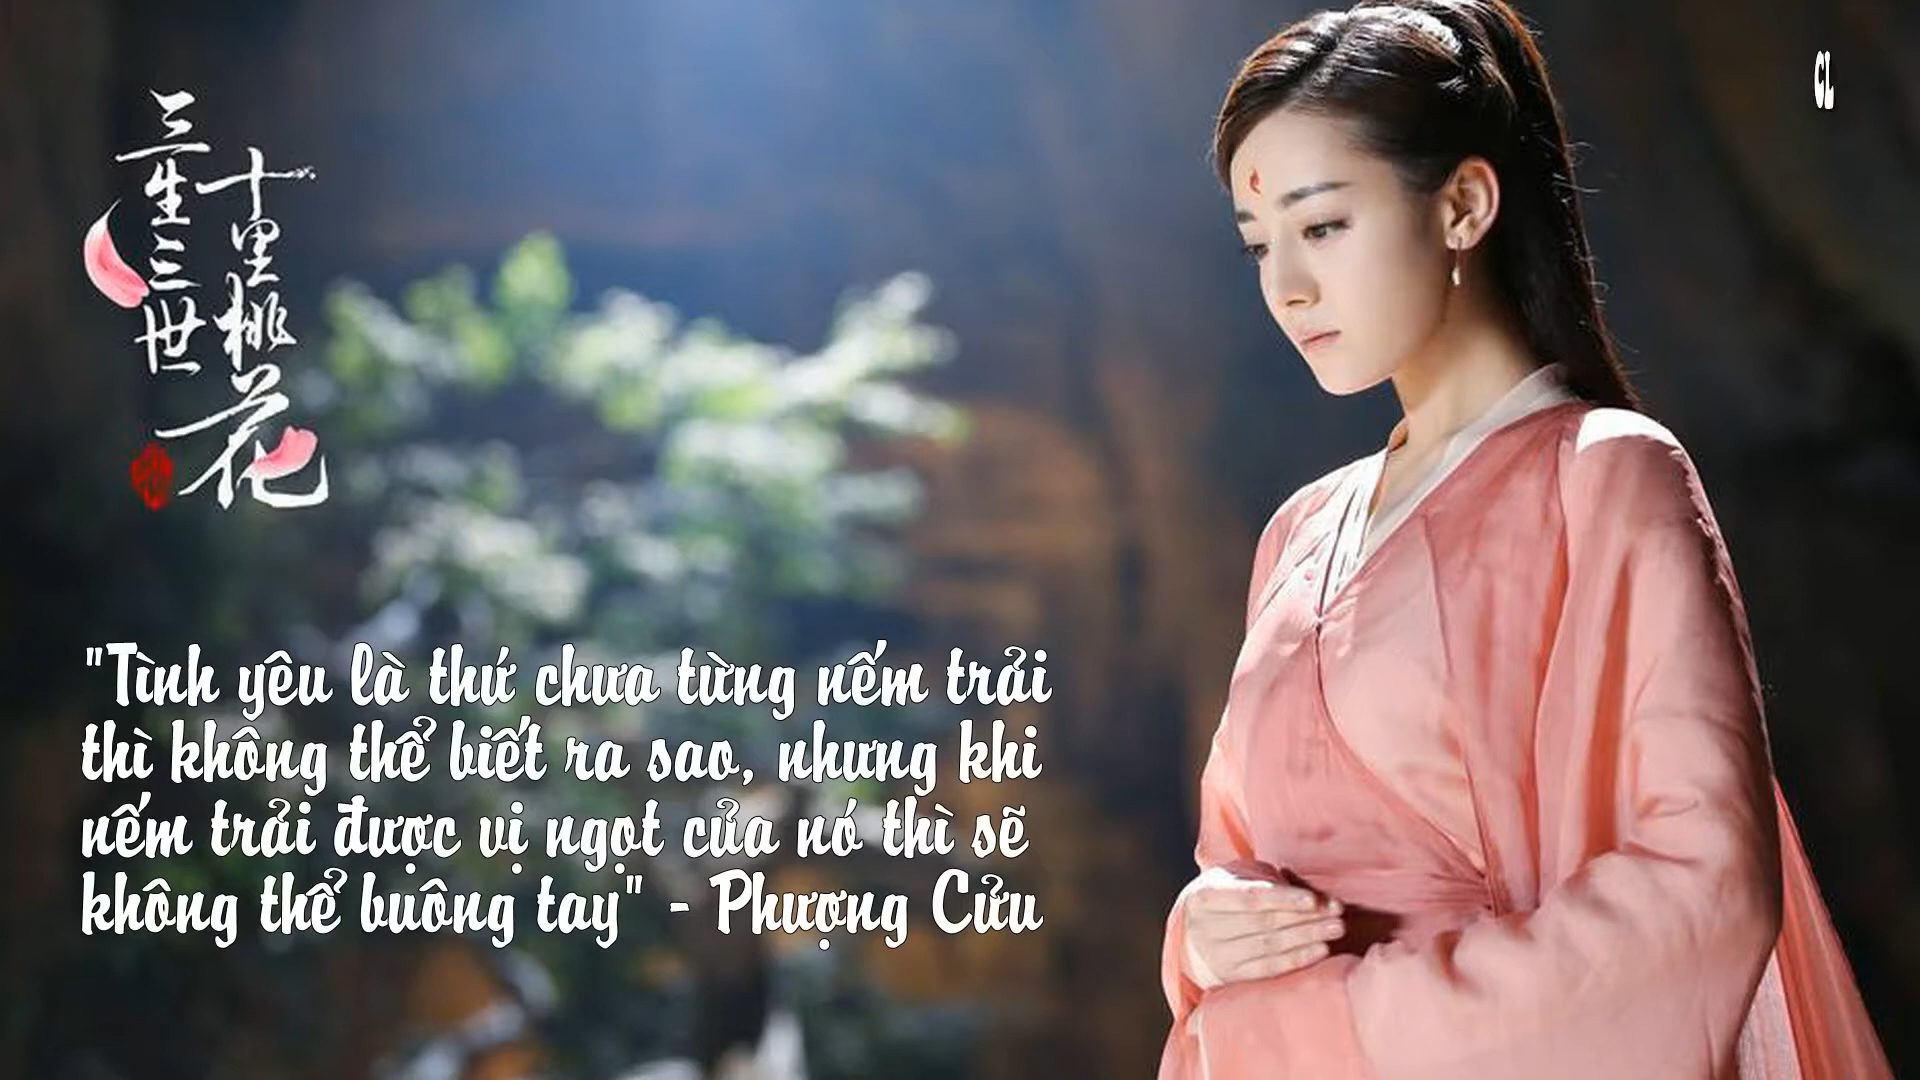 三生三世
十里桃花
CL
"Tình yêu là thứ chưa từng nếm trải
thì không thể biết ra sao, nhưng khi
nếm trải được vị ngọt của nó thì sẽ
không thể buông tay" - Phượng Cửu